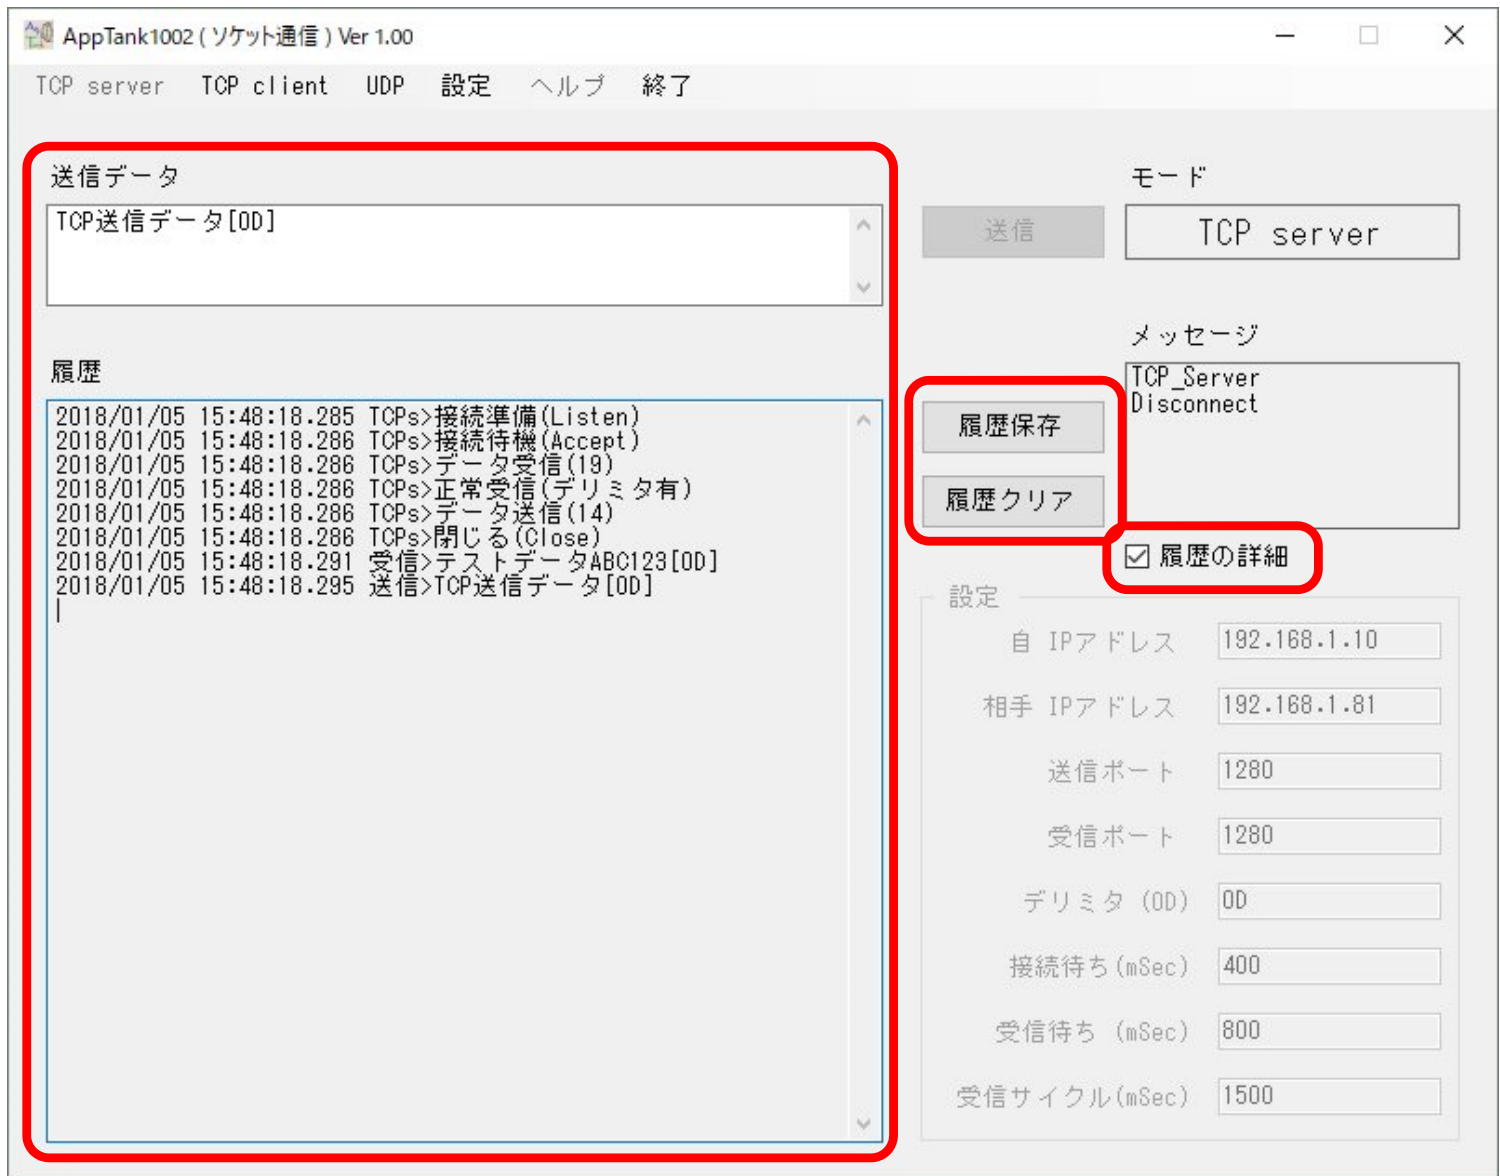 AppTank1002 ( ソケット通信 ) Ver 1.00
TCP server TCP client UDP 設定 ヘルプ 終了
送信データ
TCP送信データ[0D]
送信
モード
TCP server
履歴
2018/01/05 15:48:18.285 TCPs>接続準備(Listen)
2018/01/05 15:48:18.286 TCPs>接続待機(Accept)
2018/01/05 15:48:18.286 TCPs>データ受信(19)
2018/01/05 15:48:18.286 TCPs>正常受信(デリミタ有)
2018/01/05 15:48:18.286 TCPs>データ送信(14)
2018/01/05 15:48:18.286 TCPs>閉じる(Close)
2018/01/05 15:48:18.291 受信>テストデータABC123[0D]
2018/01/05 15:48:18.295 送信>TCP送信データ[0D]
履歴保存
履歴クリア
メッセージ
TCP_Server
Disconnect
履歴の詳細
設定
自 IPアドレス 192.168.1.10
相手 IPアドレス 192.168.1.81
送信ポート 1280
受信ポート 1280
デリミタ (0D) 0D
接続待ち(mSec) 400
受信待ち (mSec) 800
受信サイクル(mSec) 1500